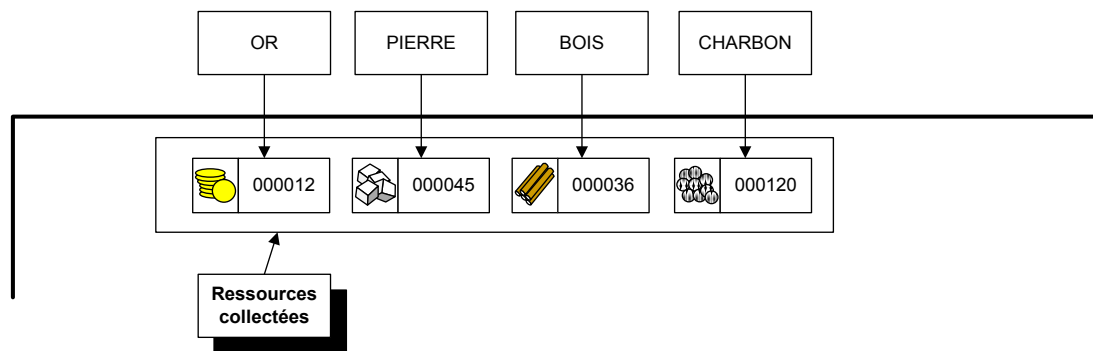 OR
PIERRE
BOIS
CHARBON
000012
000045
000036
000120
Ressources
collectées